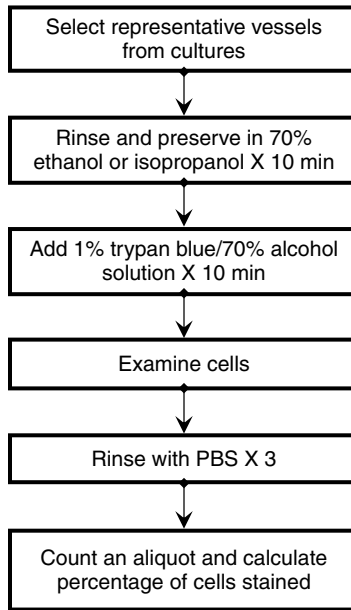 Select representative vessels
from cultures
Rinse and preserve in 70%
ethanol or isopropanol X 10 min
Add 1% trypan blue/70% alcohol
solution X 10 min
Examine cells
Rinse with PBS X 3
Count an aliquot and calculate
percentage of cells stained